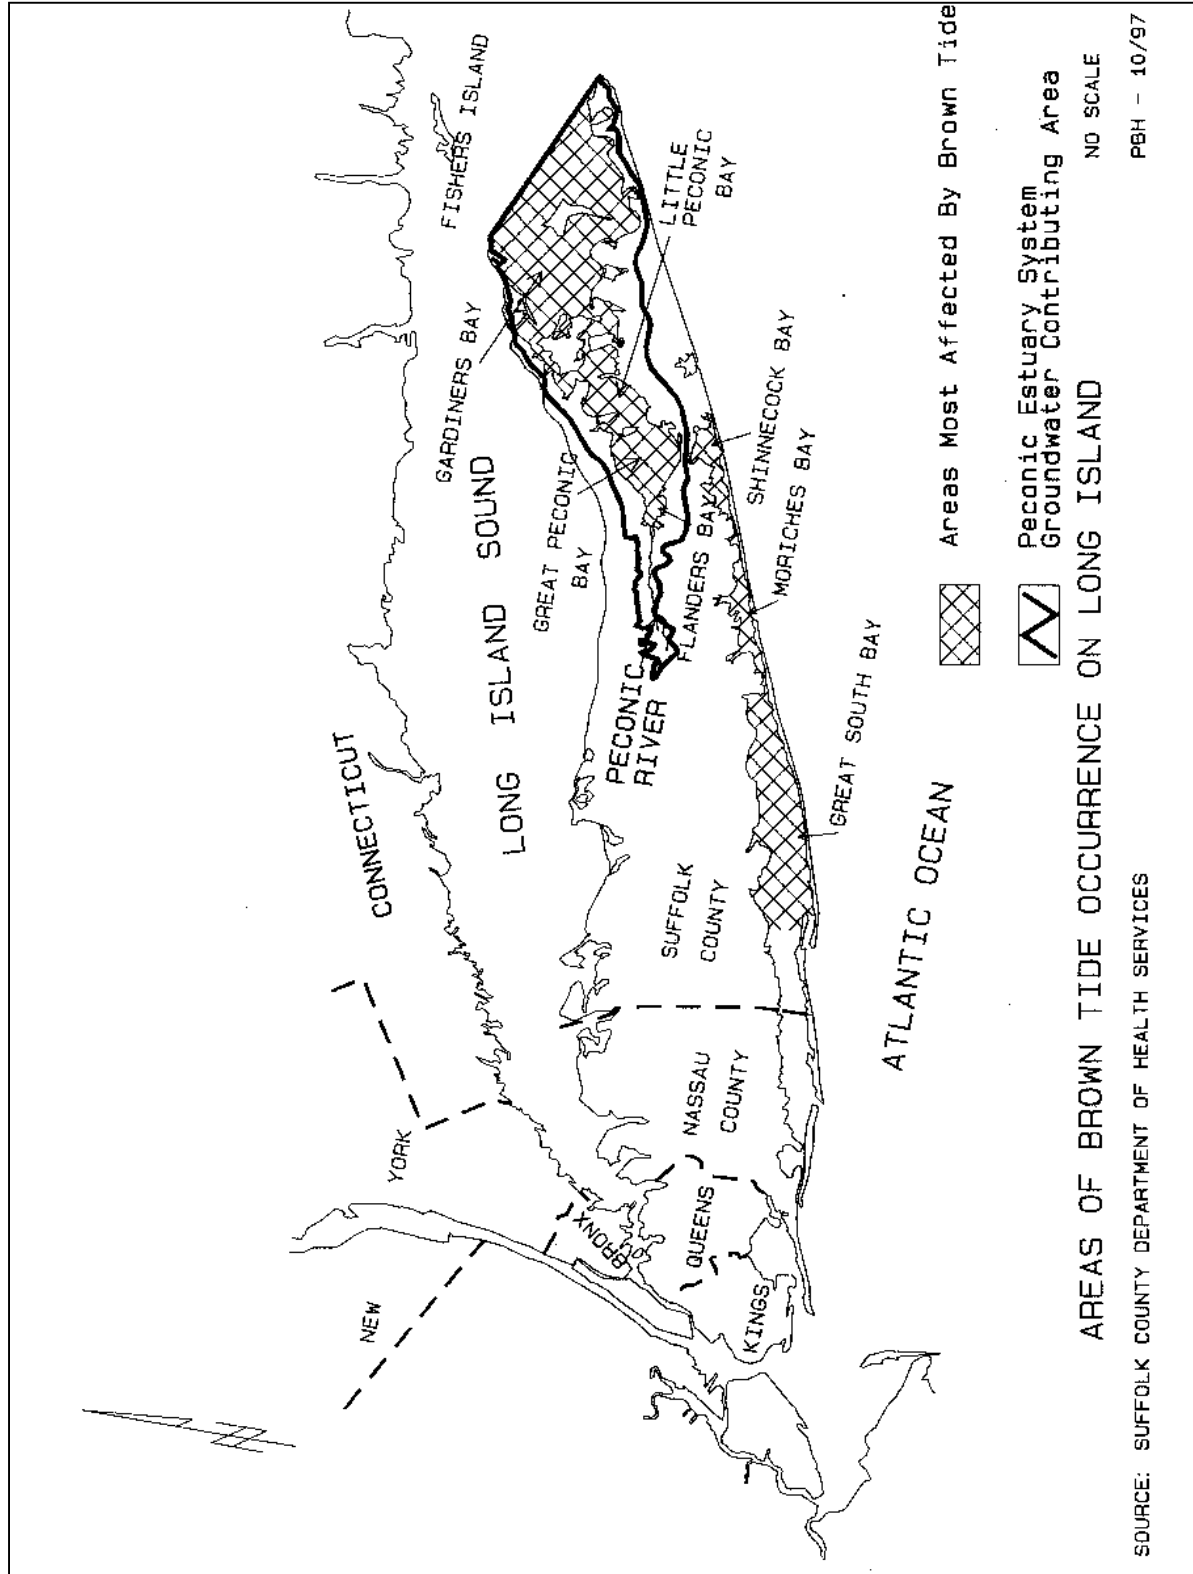 NEW
YORK
CONNECTICUT
FISHERS ISLAND
LONG ISLAND SOUND
GARDINERS BAY
GREAT PECONIC
BAY
LITTLE
PECONIC
BAY
PECONIC
RIVER
FLANDERS BAY
SHINNECOCK BAY
MORICHES BAY
GREAT SOUTH BAY
BRONX
QUEENS
KINGS
NASSAU
COUNTY
SUFFOLK
COUNTY
ATLANTIC OCEAN
Areas Most Affected By Brown Tide
Peconic Estuary System
Groundwater Contributing Area
AREAS OF BROWN TIDE OCCURRENCE ON LONG ISLAND
NO SCALE
SOURCE: SUFFOLK COUNTY DEPARTMENT OF HEALTH SERVICES
PBH - 10/97